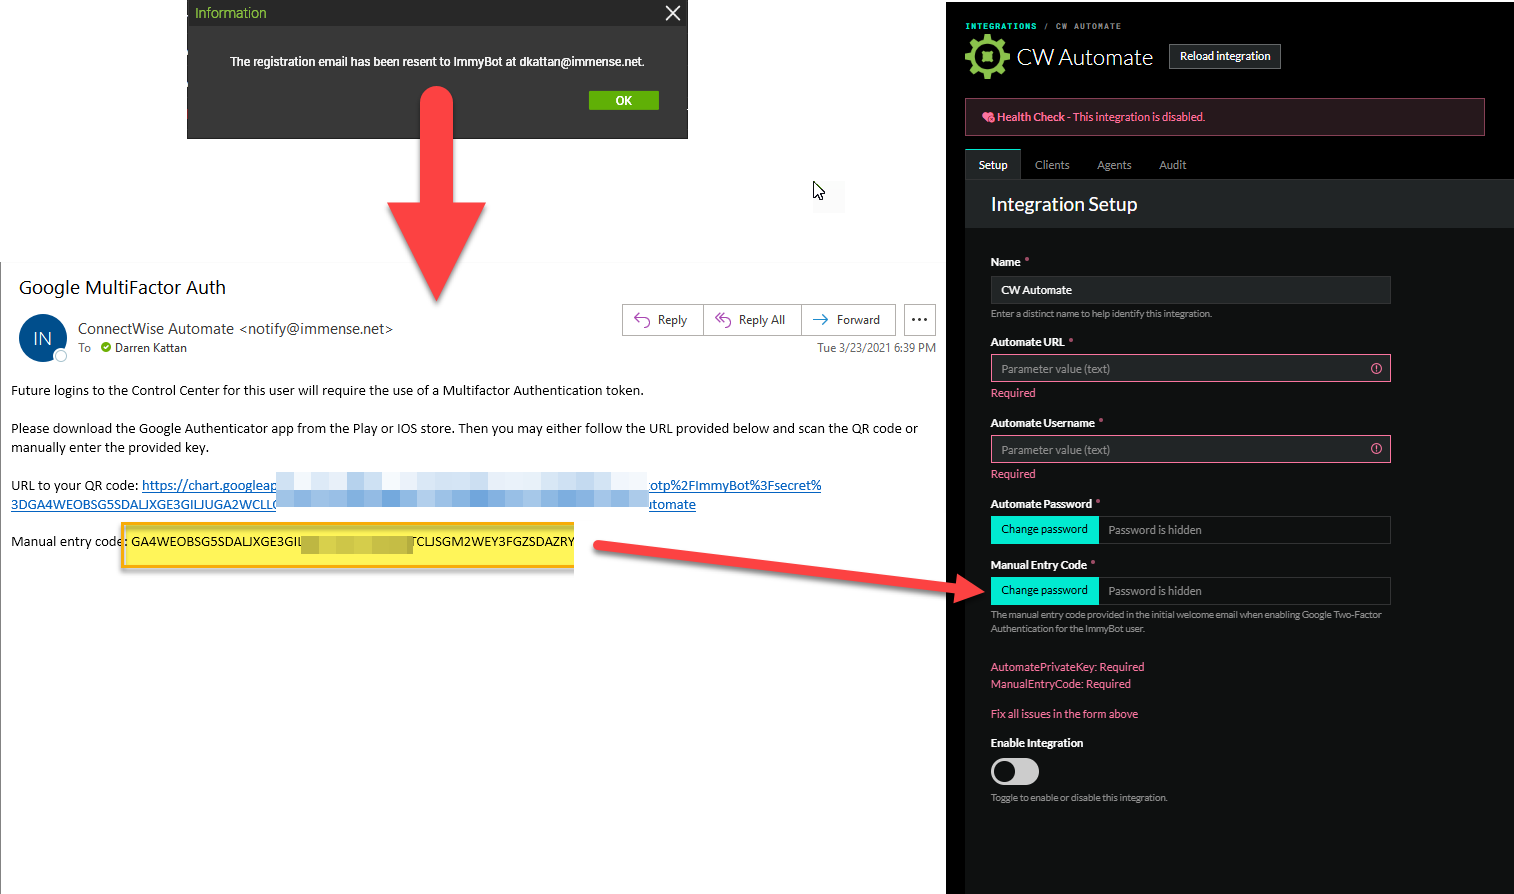 Information
The registration email has been resent to ImmyBot at dkattan@immense.net.
OK
Google MultiFactor Auth
IN
ConnectWise Automate <notify@immense.net>
To Darren Kattan
Reply
Reply All
Forward
Tue 3/23/2021 6:39 PM
Future logins to the Control Center for this user will require the use of a Multifactor Authentication token.
Please download the Google Authenticator app from the Play or IOS store. Then you may either follow the URL provided below and scan the QR code or
manually enter the provided key.
URL to your QR code: https://chart.googleap otp%2FImmyBot%3Fsecret%
3DGA4WEOBSG5SDALJXGE3GILJUGA2WCLL utomate
Manual entry code: GA4WEOBSG5SDALJXGE3GIL TCLJSGM2WEY3FGZSDAZRY
INTEGRATIONS / CW AUTOMATE
CW Automate
Reload integration
Health Check - This integration is disabled.
Setup
Clients
Agents
Audit
Integration Setup
Name *
CW Automate
Enter a distinct name to help identify this integration.
Automate URL *
Parameter value (text)
Required
Automate Username *
Parameter value (text)
Required
Automate Password *
Change password
Password is hidden
Manual Entry Code *
Change password
Password is hidden
The manual entry code provided in the initial welcome email when enabling Google Two-Factor
Authentication for the ImmyBot user.
AutomatePrivateKey: Required
ManualEntryCode: Required
Fix all issues in the form above
Enable Integration
Toggle to enable or disable this integration.